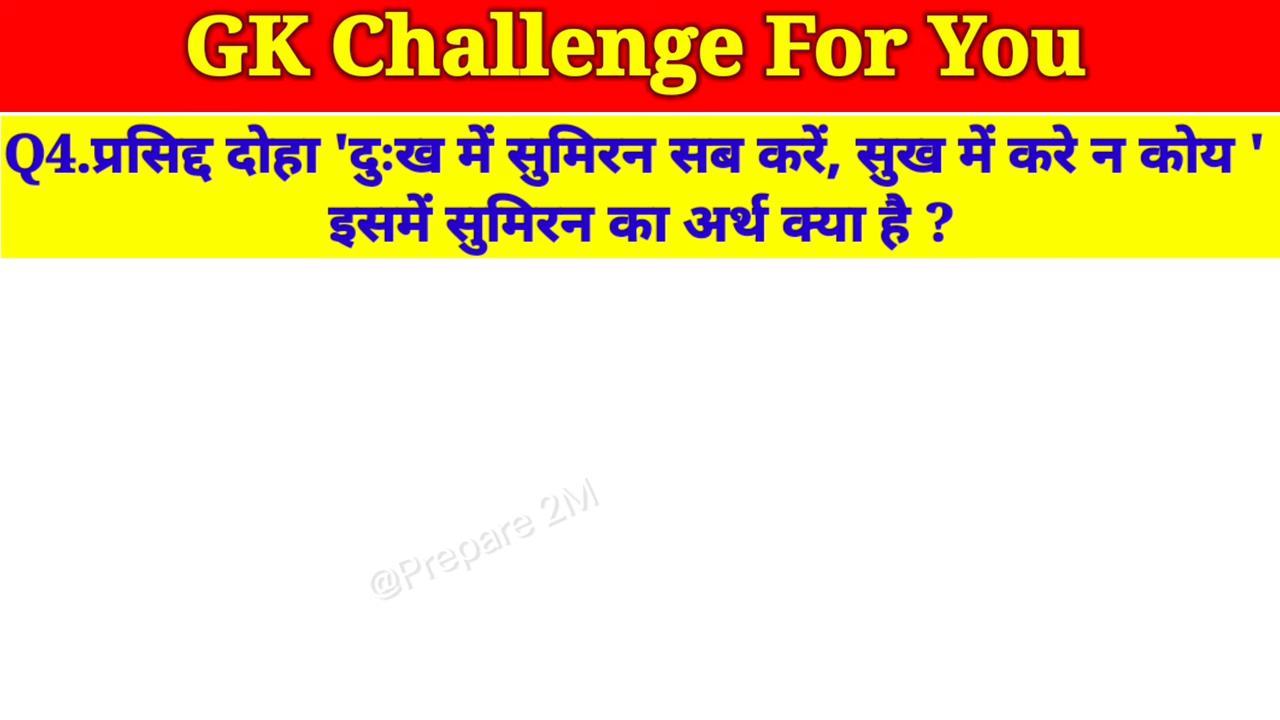 GK Challenge For You
Q4.प्रसिद्द दोहा 'दुःख में सुमिरन सब करें, सुख में करे न कोय '
इसमें सुमिरन का अर्थ क्या है ?
@Prepare 2M